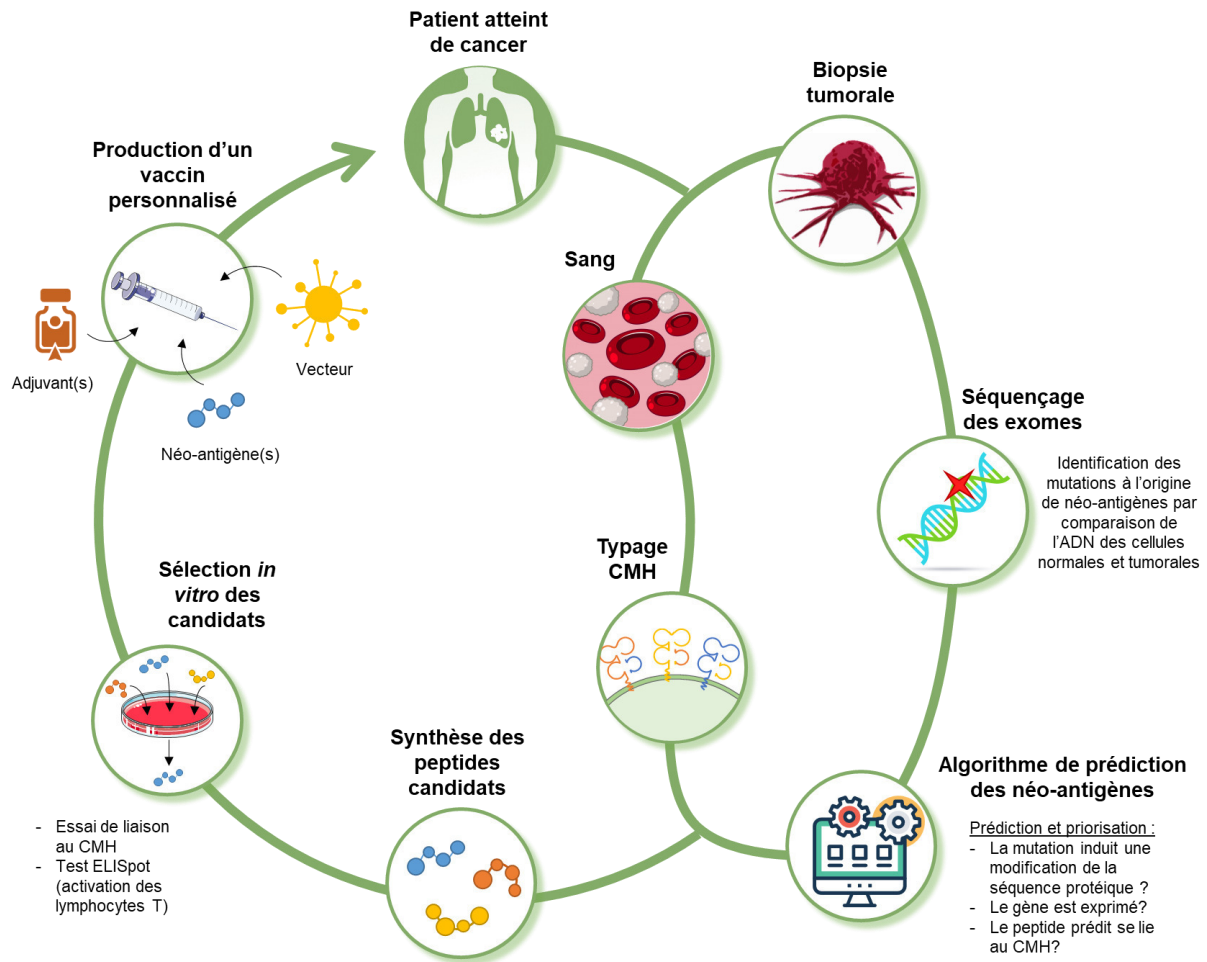 Patient atteint
de cancer
Biopsie
tumorale
Sang
Séquençage
des exomes
Identification des
mutations à l'origine
de néo-antigènes par
comparaison de
l'ADN des cellules
normales et tumorales
Typage
CMH
Algorithme de prédiction
des néo-antigènes
Prédiction et priorisation :
- La mutation induit une
modification de la
séquence protéique ?
- Le gène est exprimé?
- Le peptide prédit se lie
au CMH?
Synthèse des
peptides
candidats
Sélection in
vitro des
candidats
- Essai de liaison
au CMH
- Test ELISpot
(activation des
lymphocytes T)
Production d'un
vaccin
personnalisé
Adjuvant(s)
Vecteur
Néo-antigène(s)